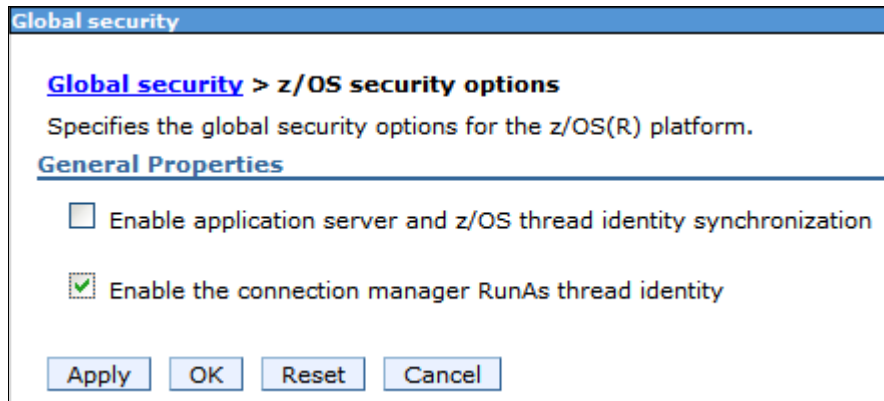 Global security
Global security > z/OS security options
Specifies the global security options for the z/OS(R) platform.
General Properties
Enable application server and z/OS thread identity synchronization
Enable the connection manager RunAs thread identity
Apply OK Reset Cancel